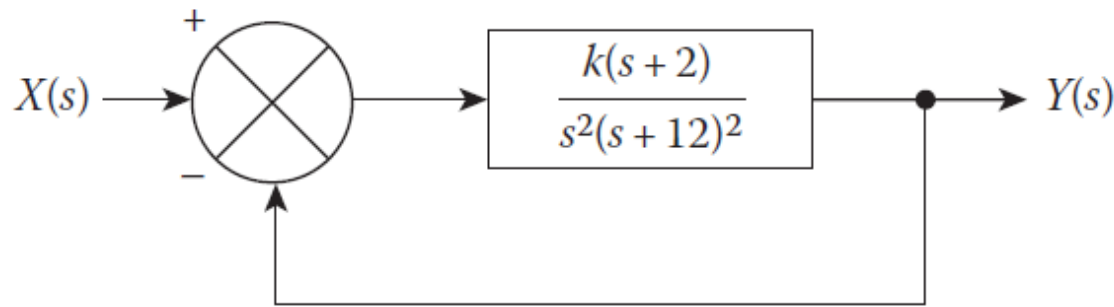 +
X(s)
−
k(s + 2)
s²(s + 12)²
Y(s)